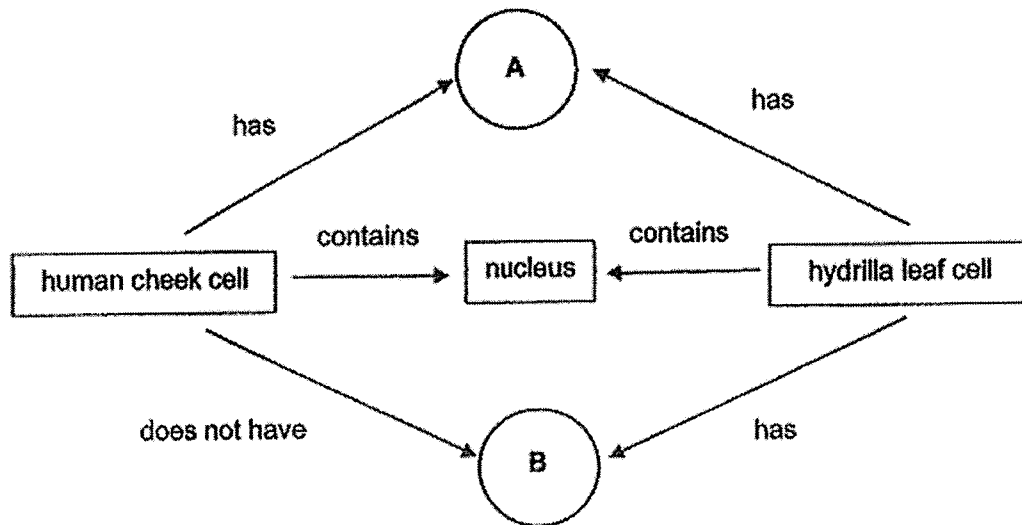 A
has
has
contains
contains
human cheek cell
nucleus
hydrilla leaf cell
does not have
has
B